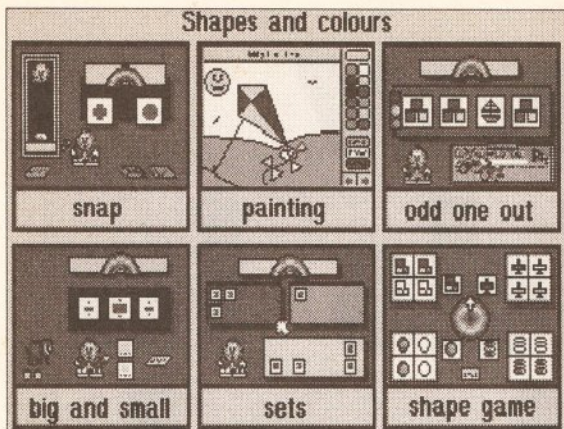 Shapes and colours
snap
painting
odd one out
big and small
sets
shape game